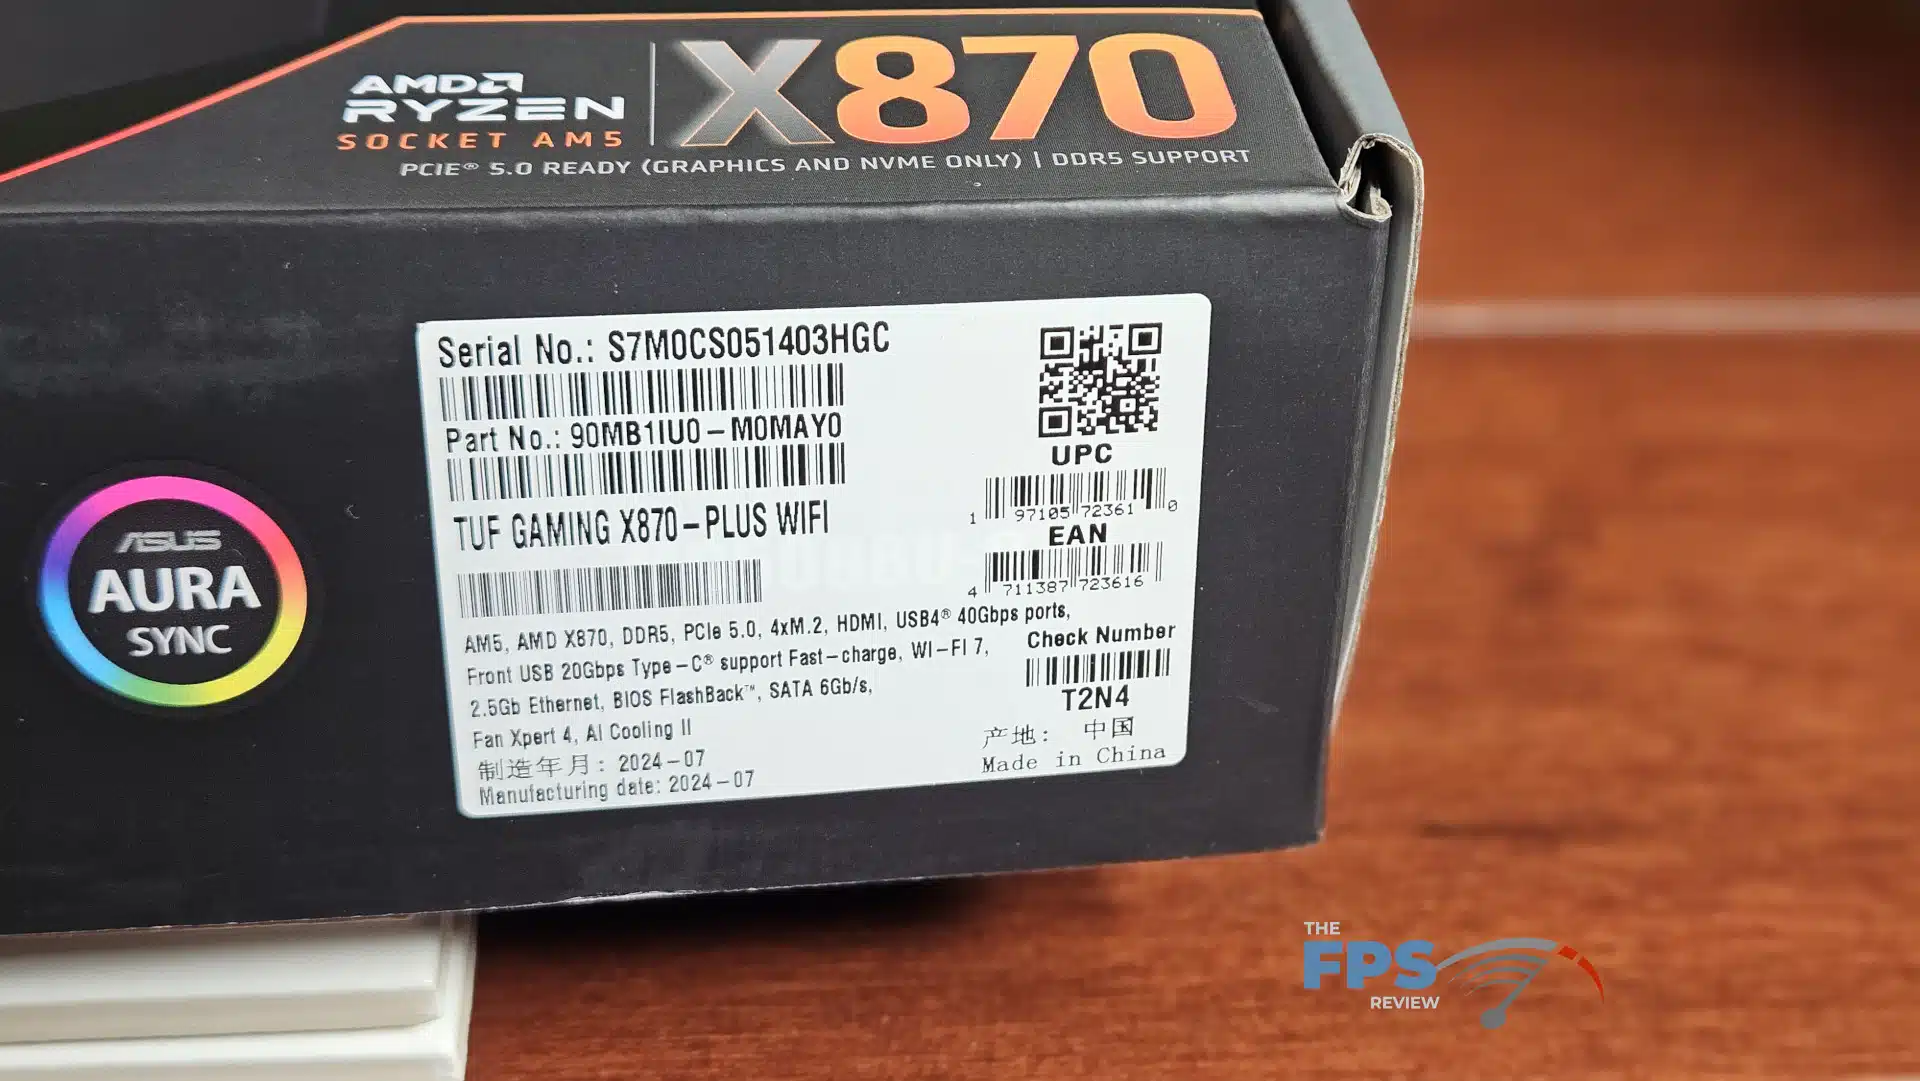 AMD
RYZEN
SOCKET AM5
X870
PCIE® 5.0 READY (GRAPHICS AND NVME ONLY) | DDR5 SUPPORT
ASUS
AURA
SYNC
Serial No.: S7M0CS051403HGC
Part No.: 90MB1IU0-M0MAY0
TUF GAMING X870-PLUS WIFI
AM5, AMD X870, DDR5, PCIe 5.0, 4xM.2, HDMI, USB4® 40Gbps ports,
Front USB 20Gbps Type-C® support Fast-charge, WI-FI 7,
2.5Gb Ethernet, BIOS FlashBack™, SATA 6Gb/s,
Fan Xpert 4, AI Cooling II
制造年月: 2024-07
Manufacturing date: 2024-07
UPC
1 97105 72361 0
EAN
4 711387 723616
Check Number
T2N4
产地: 中国
Made in China
THE
FPS
REVIEW